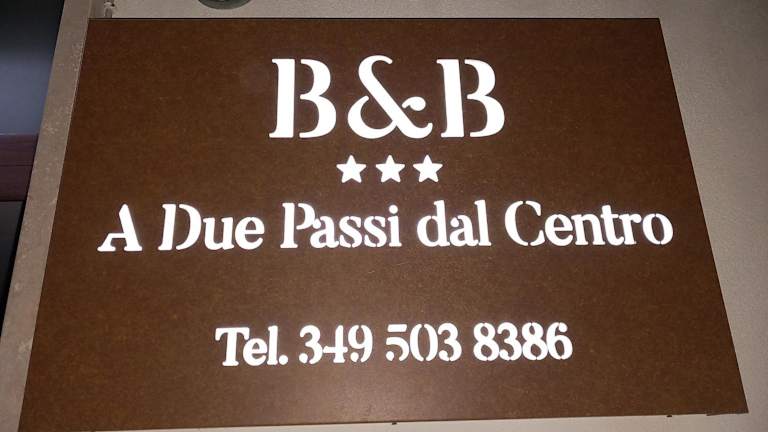 B&B
★★★
A Due Passi dal Centro
Tel. 349 503 8386